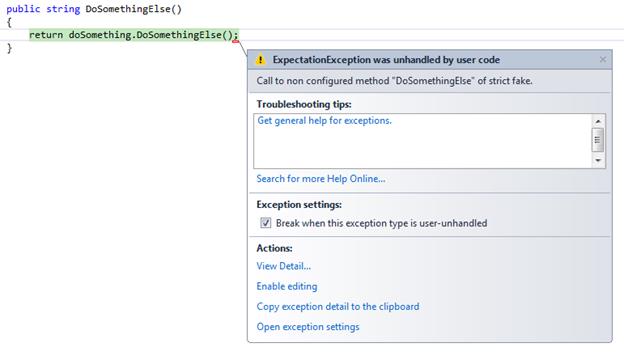 public string DoSomethingElse()
{
return doSomething.DoSomethingElse();
}
ExpectationException was unhandled by user code
Call to non configured method "DoSomethingElse" of strict fake.
Troubleshooting tips:
Get general help for exceptions.
Search for more Help Online...
Exception settings:
Break when this exception type is user-unhandled
Actions:
View Detail...
Enable editing
Copy exception detail to the clipboard
Open exception settings